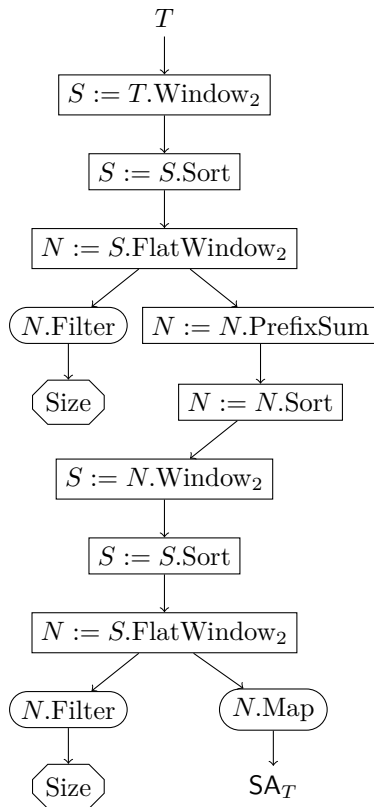 T
S := T.Window₂
S := S.Sort
N := S.FlatWindow₂
N.Filter
N := N.PrefixSum
Size
N := N.Sort
S := N.Window₂
S := S.Sort
N := S.FlatWindow₂
N.Filter
N.Map
Size
SA_T